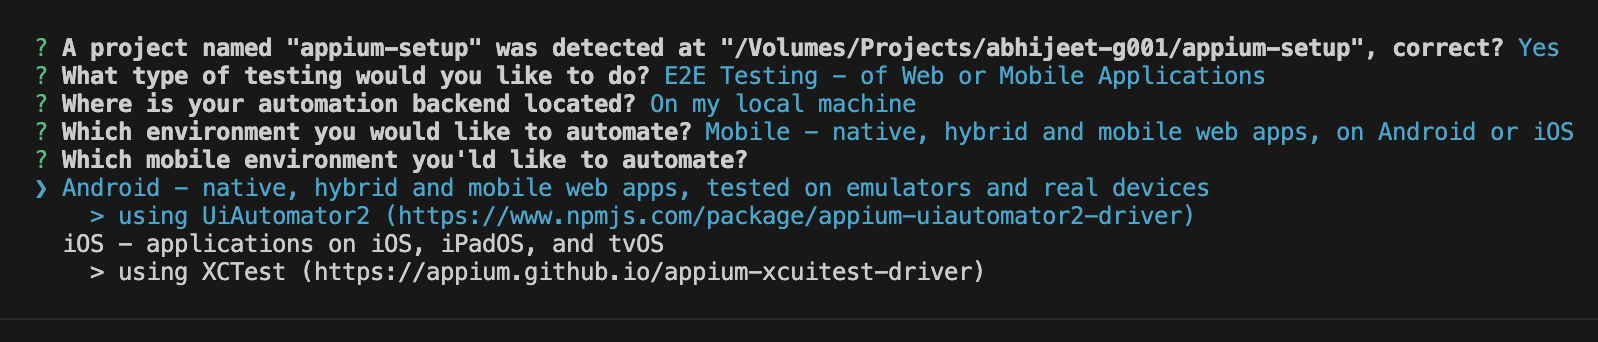 ? A project named "appium-setup" was detected at "/Volumes/Projects/abhijeet-g001/appium-setup", correct? Yes
? What type of testing would you like to do? E2E Testing - of Web or Mobile Applications
? Where is your automation backend located? On my local machine
? Which environment you would like to automate? Mobile - native, hybrid and mobile web apps, on Android or iOS
? Which mobile environment you'ld like to automate?
❯ Android - native, hybrid and mobile web apps, tested on emulators and real devices
    > using UiAutomator2 (https://www.npmjs.com/package/appium-uiautomator2-driver)
  iOS - applications on iOS, iPadOS, and tvOS
    > using XCTest (https://appium.github.io/appium-xcuitest-driver)